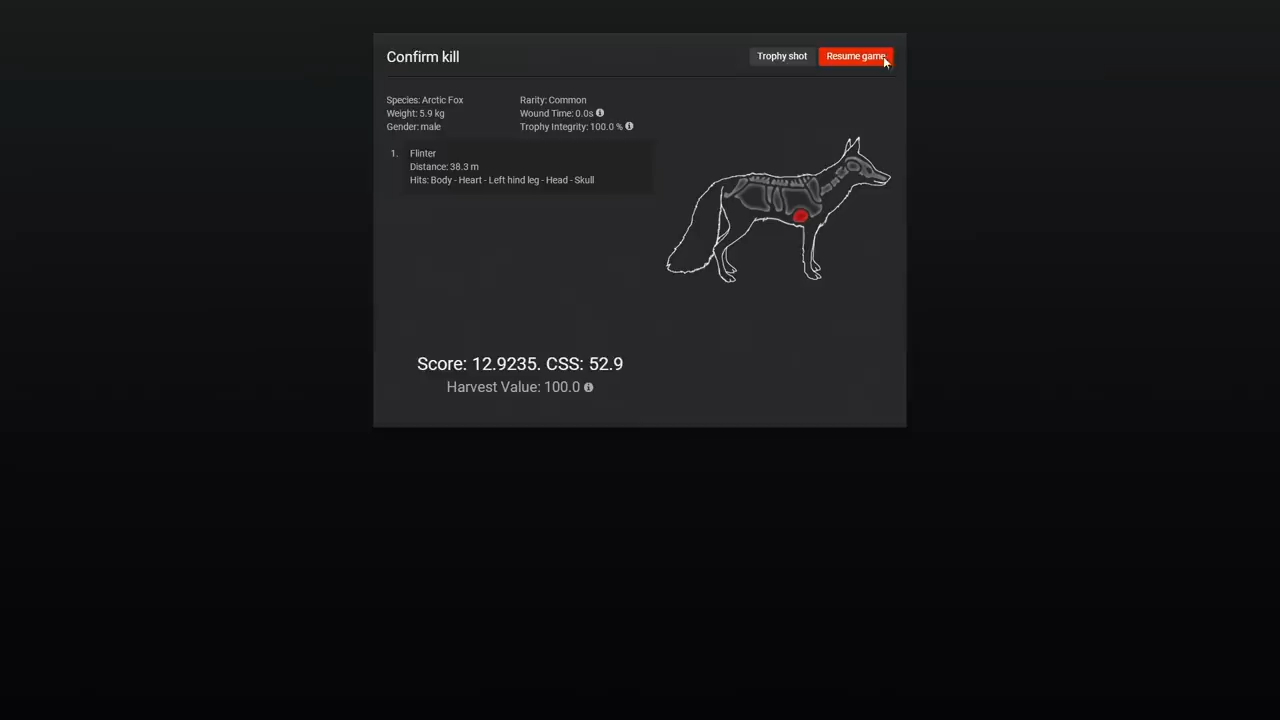 Confirm kill
Trophy shot
Resume game
Species: Arctic Fox
Rarity: Common
Weight: 5.9 kg
Wound Time: 0.0s
Gender: male
Trophy Integrity: 100.0 %
1. Flinter
Distance: 38.3 m
Hits: Body - Heart - Left hind leg - Head - Skull
Score: 12.9235. CSS: 52.9
Harvest Value: 100.0